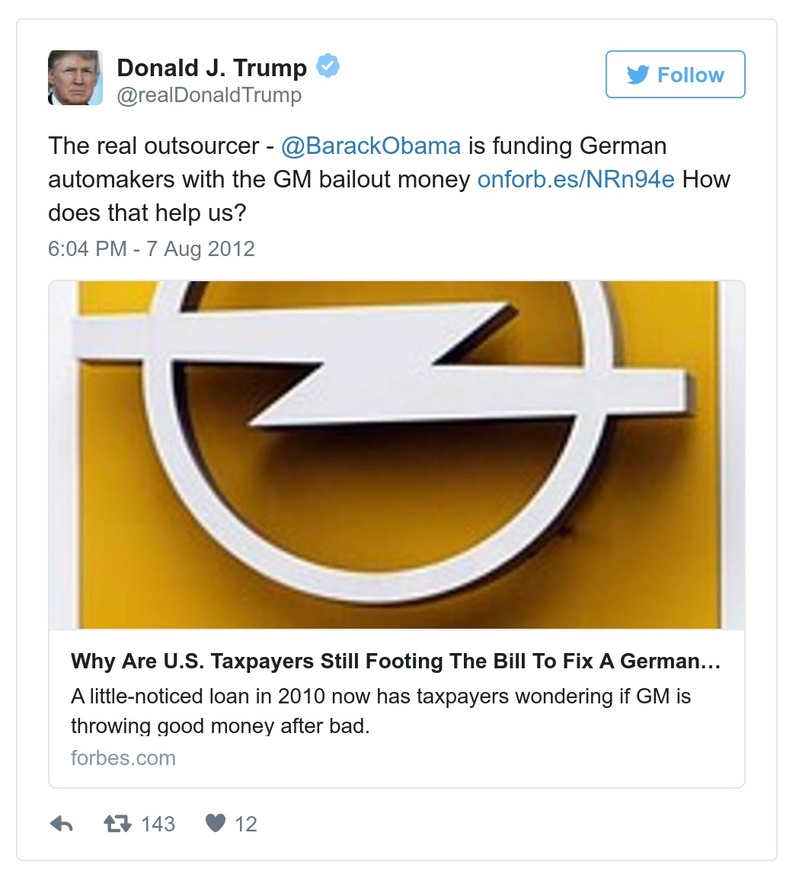 Donald J. Trump
@realDonaldTrump
Follow
The real outsourcer - @BarackObama is funding German
automakers with the GM bailout money onforb.es/NRn94e How
does that help us?
6:04 PM - 7 Aug 2012
Why Are U.S. Taxpayers Still Footing The Bill To Fix A German…
A little-noticed loan in 2010 now has taxpayers wondering if GM is
throwing good money after bad.
forbes.com
143
12